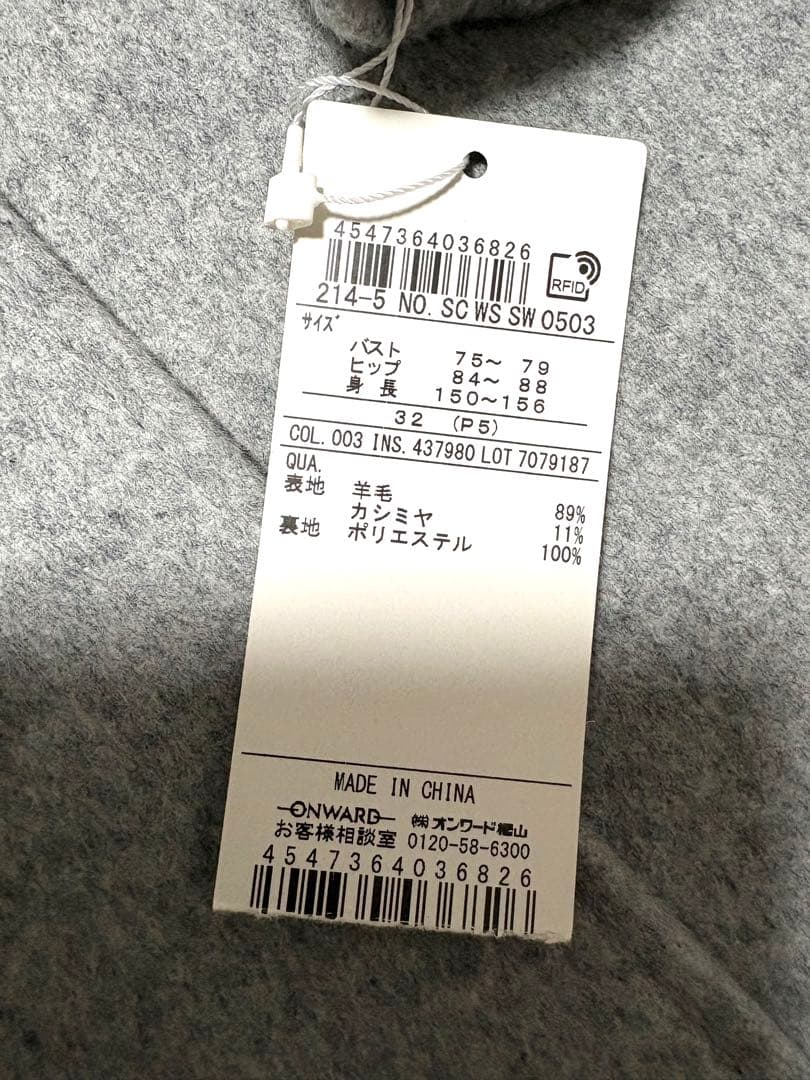 4547364036826
RFID
214-5 NO. SC WS SW 0503
サイズ
バスト 75～ 79
ヒップ 84～ 88
身長 150～156
32 (P5)
COL. 003 INS. 437980 LOT 7079187
QUA.
表地 羊毛 89%
カシミヤ 11%
裏地 ポリエステル 100%
MADE IN CHINA
ONWARD ㈱オンワード樫山
お客様相談室 0120-58-6300
4547364036826